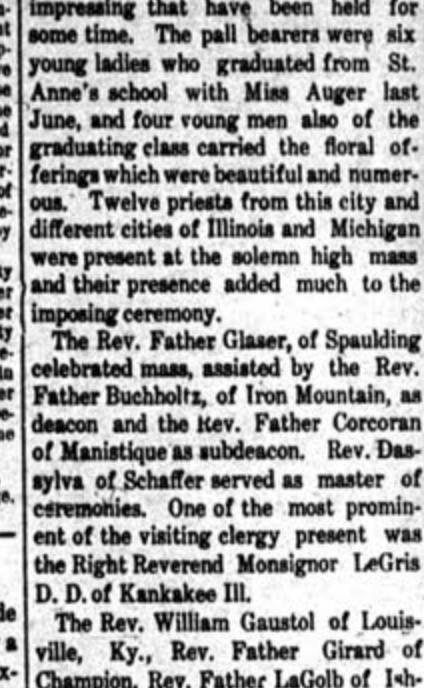 impressing that have been held for
some time. The pall bearers were six
young ladies who graduated from St.
Anne's school with Miss Auger last
June, and four young men also of the
graduating class carried the floral of-
ferings which were beautiful and numer-
ous. Twelve priests from this city and
different cities of Illinois and Michigan
were present at the solemn high mass
and their presence added much to the
imposing ceremony.
The Rev. Father Glaser, of Spaulding
celebrated mass, assisted by the Rev.
Father Buchholtz, of Iron Mountain, as
deacon and the Rev. Father Corcoran
of Manistique as subdeacon. Rev. Das-
sylva of Schaffer served as master of
ceremonies. One of the most promin-
ent of the visiting clergy present was
the Right Reverend Monsignor LeGris
D. D. of Kankakee Ill.
The Rev. William Gaustol of Louis-
ville, Ky., Rev. Father Girard of
Champion, Rev. Father LaGolb of Ish-